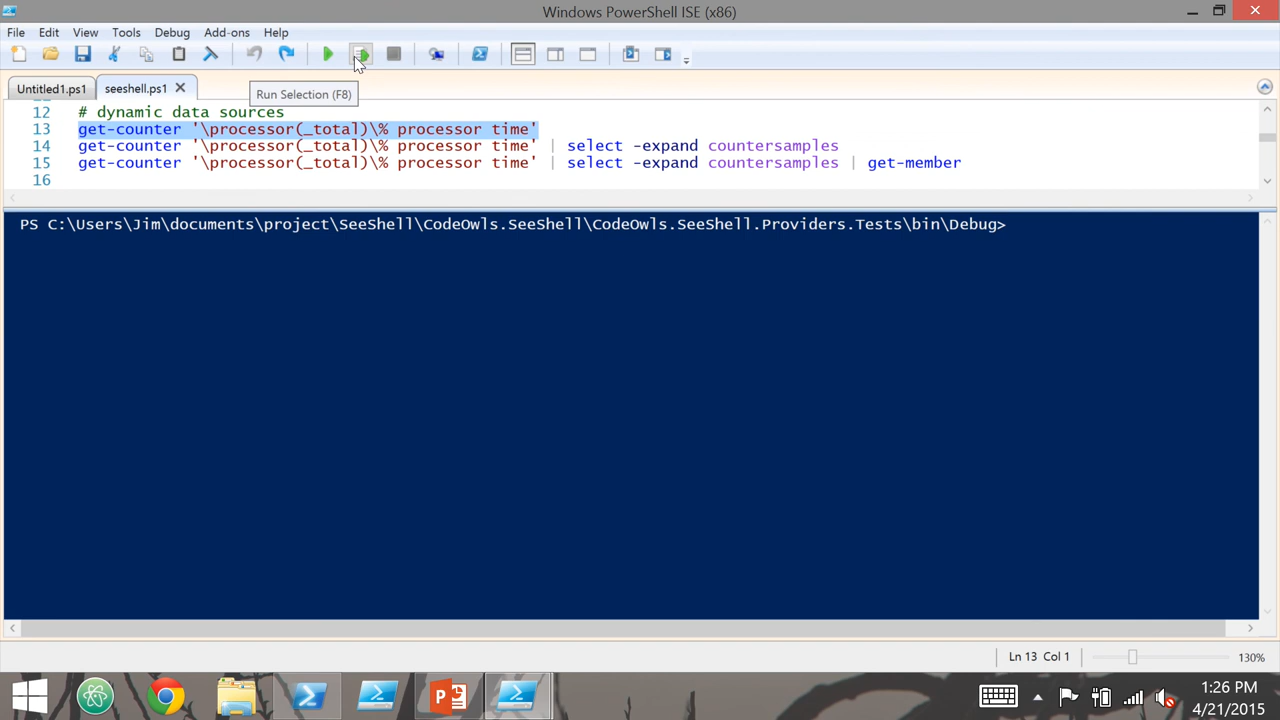 Windows PowerShell ISE (x86)
File Edit View Tools Debug Add-ons Help
Untitled1.ps1 seeshell.ps1
Run Selection (F8)
12 # dynamic data sources
13 get-counter '\processor(_total)\% processor time'
14 get-counter '\processor(_total)\% processor time' | select -expand countersamples
15 get-counter '\processor(_total)\% processor time' | select -expand countersamples | get-member
16
PS C:\Users\Jim\documents\project\SeeShell\CodeOwls.SeeShell\CodeOwls.SeeShell.Providers.Tests\bin\Debug>
Ln 13 Col 1 130%
1:26 PM
4/21/2015